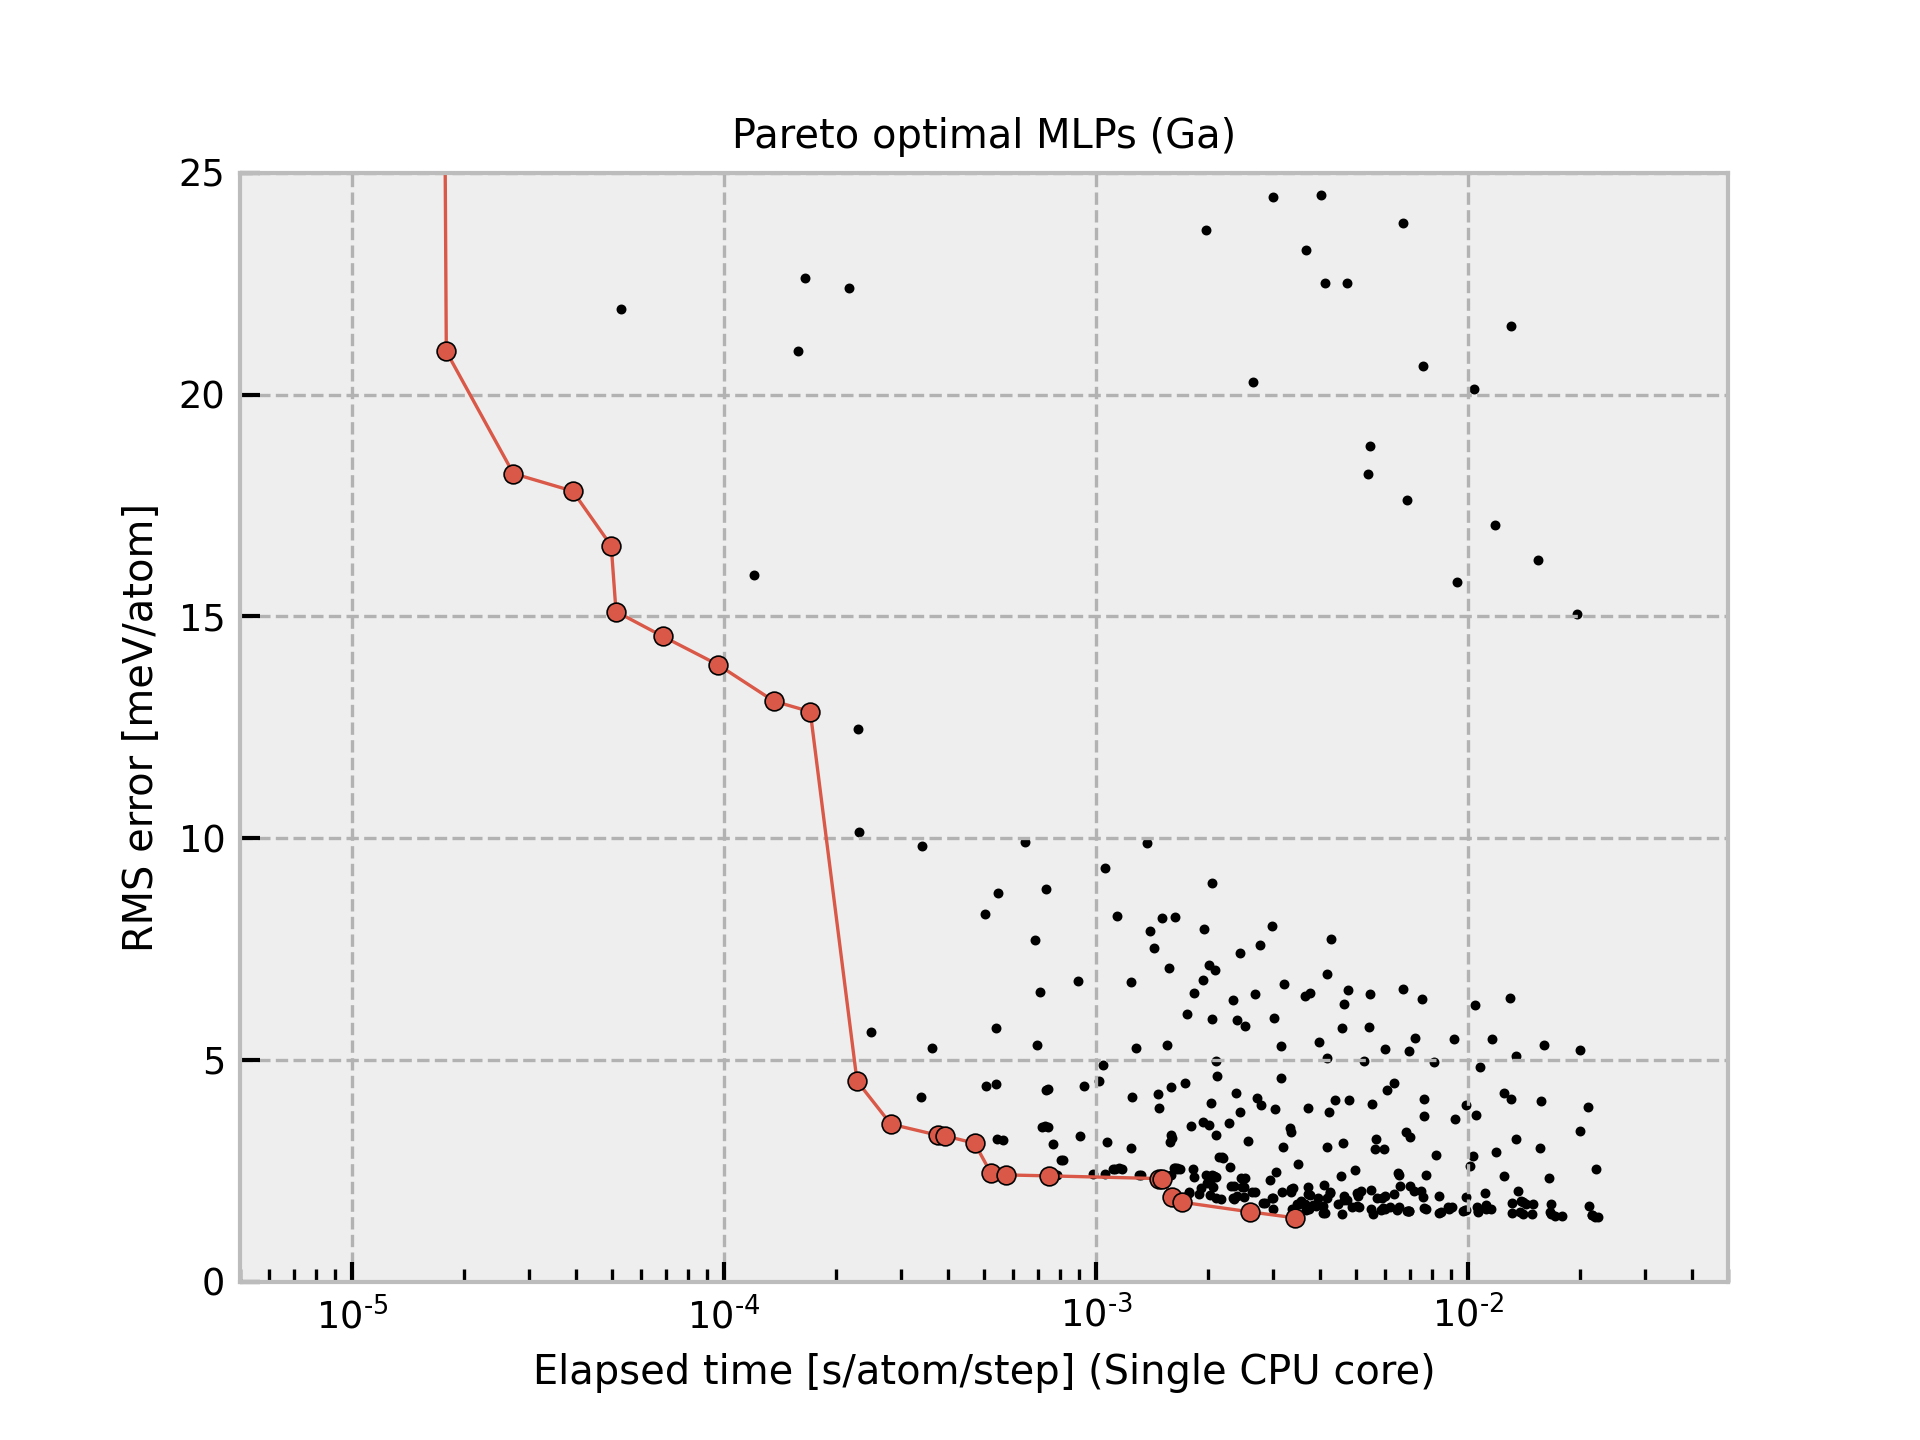 Pareto optimal MLPs (Ga)
25
20
15
10
5
0
RMS error [meV/atom]
10-5 10-4 10-3 10-2
Elapsed time [s/atom/step] (Single CPU core)